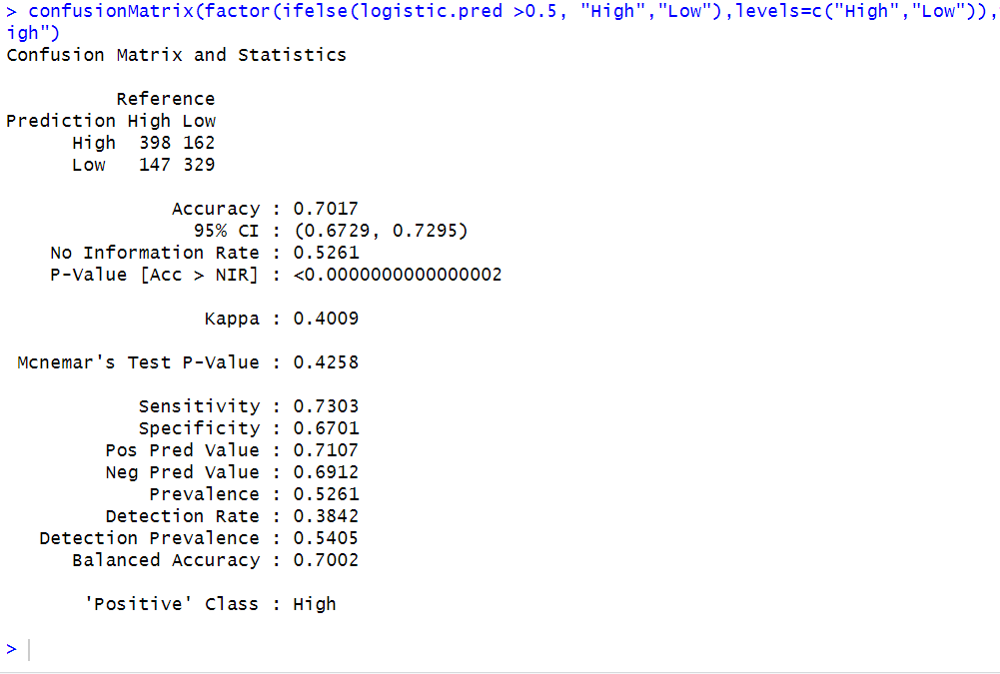 > confusionMatrix(factor(ifelse(logistic.pred >0.5, "High","Low"),levels=c("High","Low")),
igh")
Confusion Matrix and Statistics
Reference
Prediction High Low
High 398 162
Low 147 329
Accuracy : 0.7017
95% CI : (0.6729, 0.7295)
No Information Rate : 0.5261
P-Value [Acc > NIR] : <0.0000000000000002
Kappa : 0.4009
Mcnemar's Test P-Value : 0.4258
Sensitivity : 0.7303
Specificity : 0.6701
Pos Pred Value : 0.7107
Neg Pred Value : 0.6912
Prevalence : 0.5261
Detection Rate : 0.3842
Detection Prevalence : 0.5405
Balanced Accuracy : 0.7002
'Positive' Class : High
>